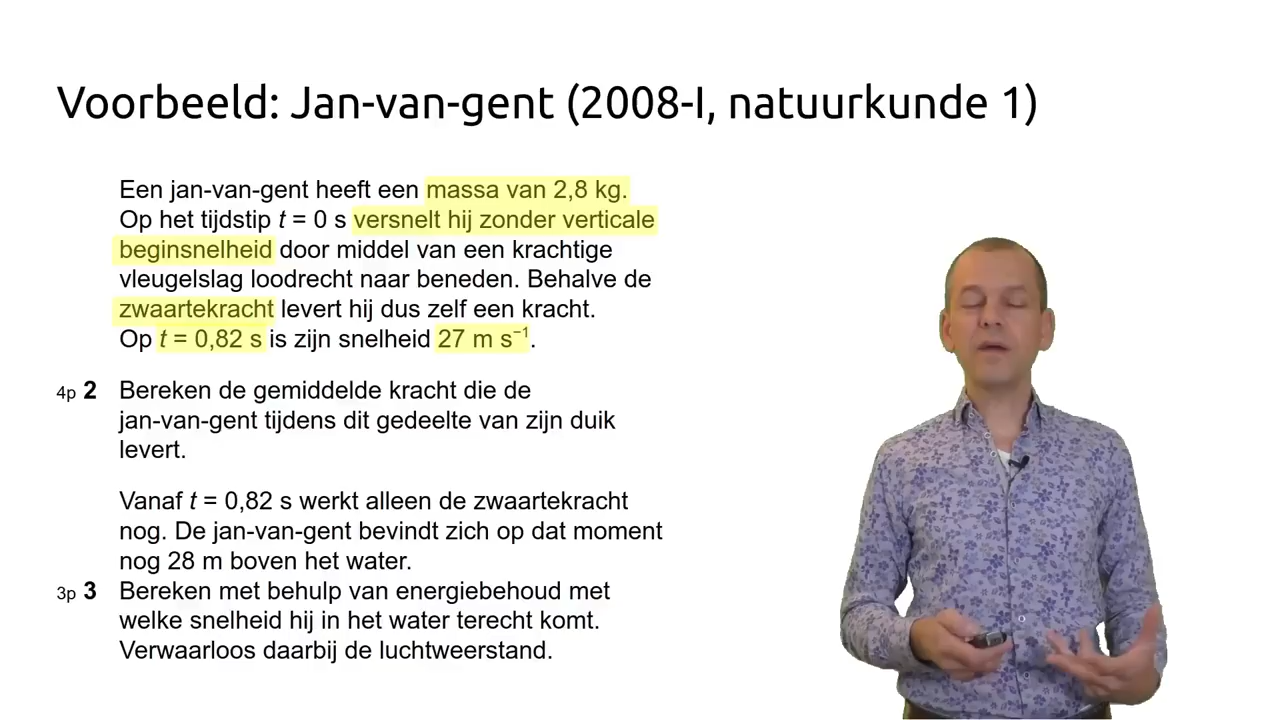 Voorbeeld: Jan-van-gent (2008-I, natuurkunde 1)
Een jan-van-gent heeft een massa van 2,8 kg.
Op het tijdstip t = 0 s versnelt hij zonder verticale
beginsnelheid door middel van een krachtige
vleugelslag loodrecht naar beneden. Behalve de
zwaartekracht levert hij dus zelf een kracht.
Op t = 0,82 s is zijn snelheid 27 m s⁻¹.
4p 2 Bereken de gemiddelde kracht die de
jan-van-gent tijdens dit gedeelte van zijn duik
levert.
Vanaf t = 0,82 s werkt alleen de zwaartekracht
nog. De jan-van-gent bevindt zich op dat moment
nog 28 m boven het water.
3p 3 Bereken met behulp van energiebehoud met
welke snelheid hij in het water terecht komt.
Verwaarloos daarbij de luchtweerstand.